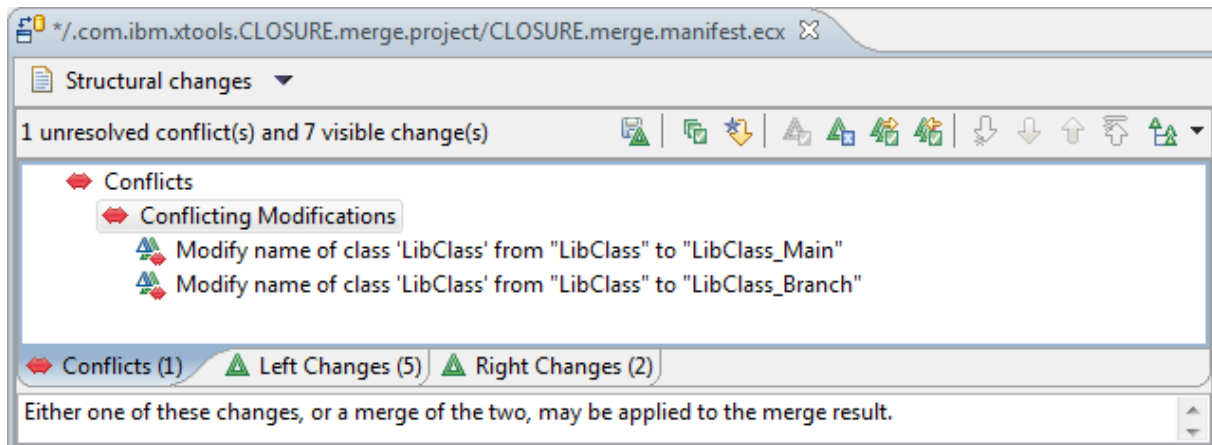 */.com.ibm.xtools.CLOSURE.merge.project/CLOSURE.merge.manifest.ecx
Structural changes
1 unresolved conflict(s) and 7 visible change(s)
Conflicts
Conflicting Modifications
Modify name of class 'LibClass' from "LibClass" to "LibClass_Main"
Modify name of class 'LibClass' from "LibClass" to "LibClass_Branch"
Conflicts (1) Left Changes (5) Right Changes (2)
Either one of these changes, or a merge of the two, may be applied to the merge result.